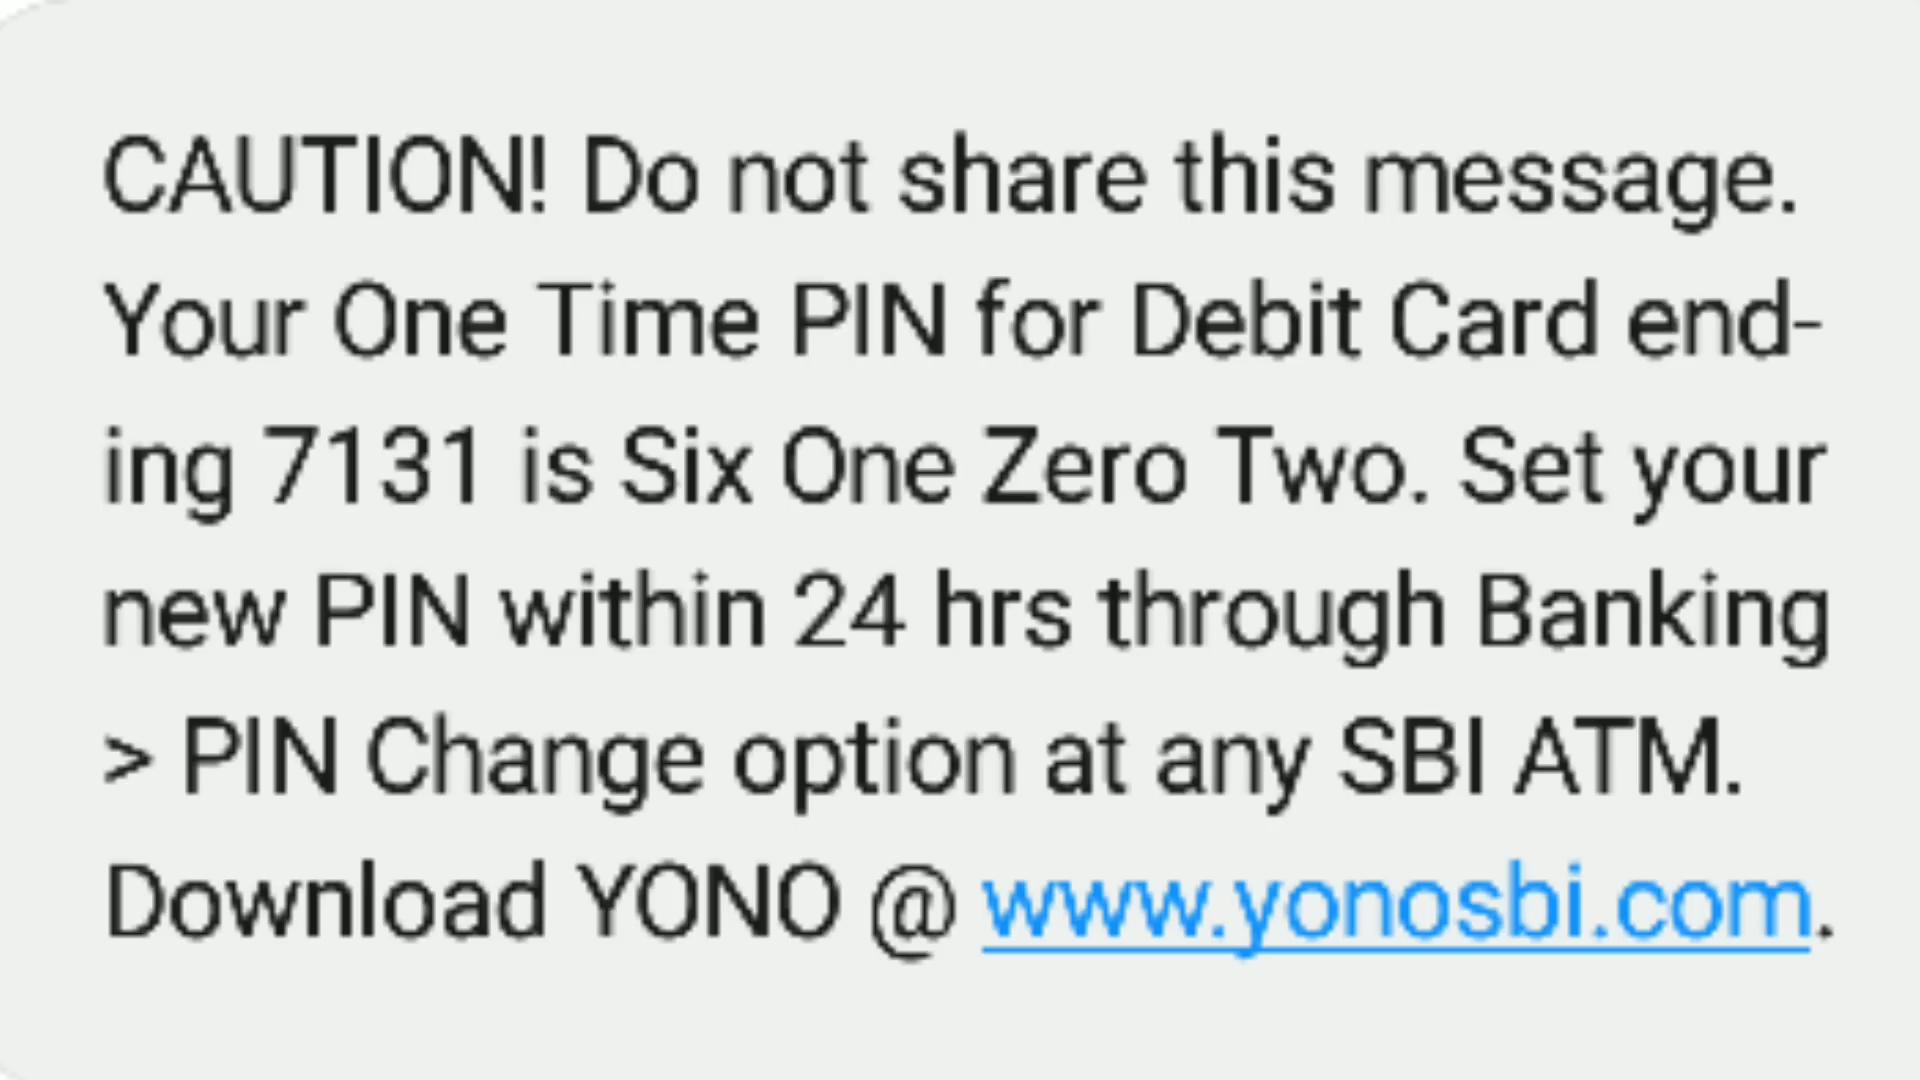 CAUTION! Do not share this message.
Your One Time PIN for Debit Card end-
ing 7131 is Six One Zero Two. Set your
new PIN within 24 hrs through Banking
> PIN Change option at any SBI ATM.
Download YONO @ www.yonosbi.com.